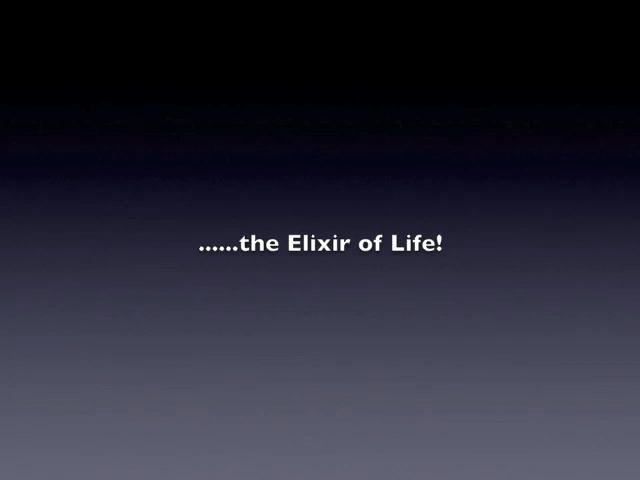 ......the Elixir of Life!